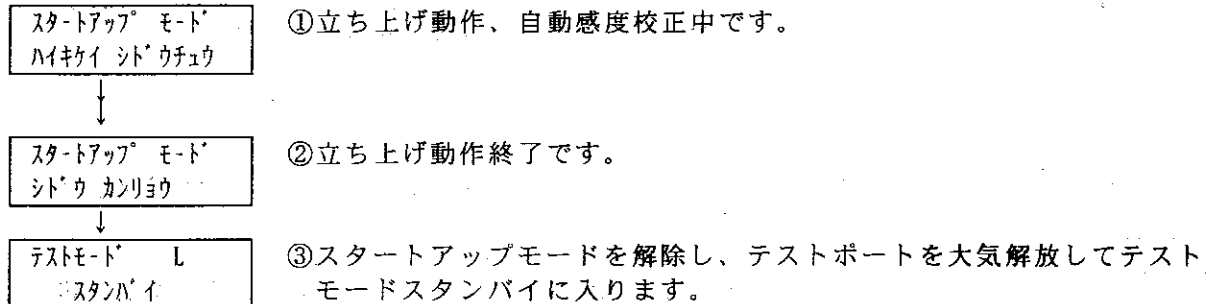 ｽﾀｰﾄｱｯﾌﾟ ﾓｰﾄﾞ
ﾊｲｷｹｲ ｼﾄﾞｳﾁｭｳ
①立ち上げ動作、自動感度校正中です。
ｽﾀｰﾄｱｯﾌﾟ ﾓｰﾄﾞ
ｼﾄﾞｳ ｶﾝﾘｮｳ
②立ち上げ動作終了です。
ﾃｽﾄﾓｰﾄﾞ L
ｽﾀﾝﾊﾞｲ
③スタートアップモードを解除し、テストポートを大気解放してテスト
モードスタンバイに入ります。